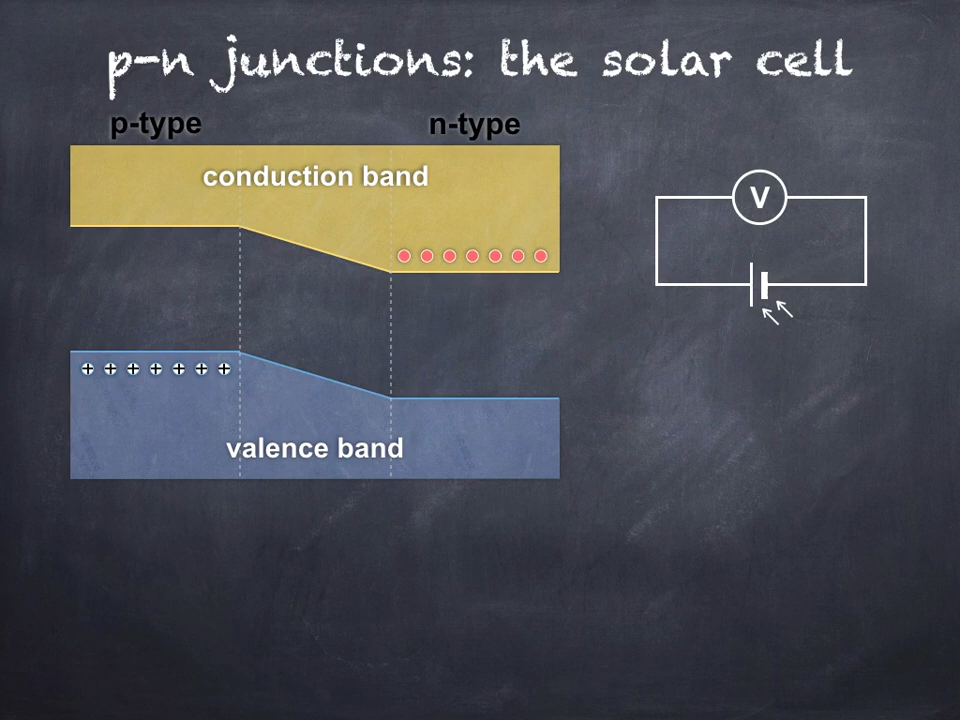 p-n junctions: the solar cell
p-type
n-type
conduction band
V
+ + + + + + +
valence band